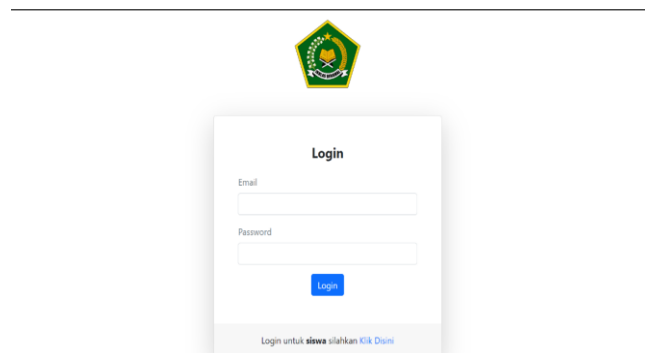 Login
Email
Password
Login
Login untuk siswa silahkan Klik Disini